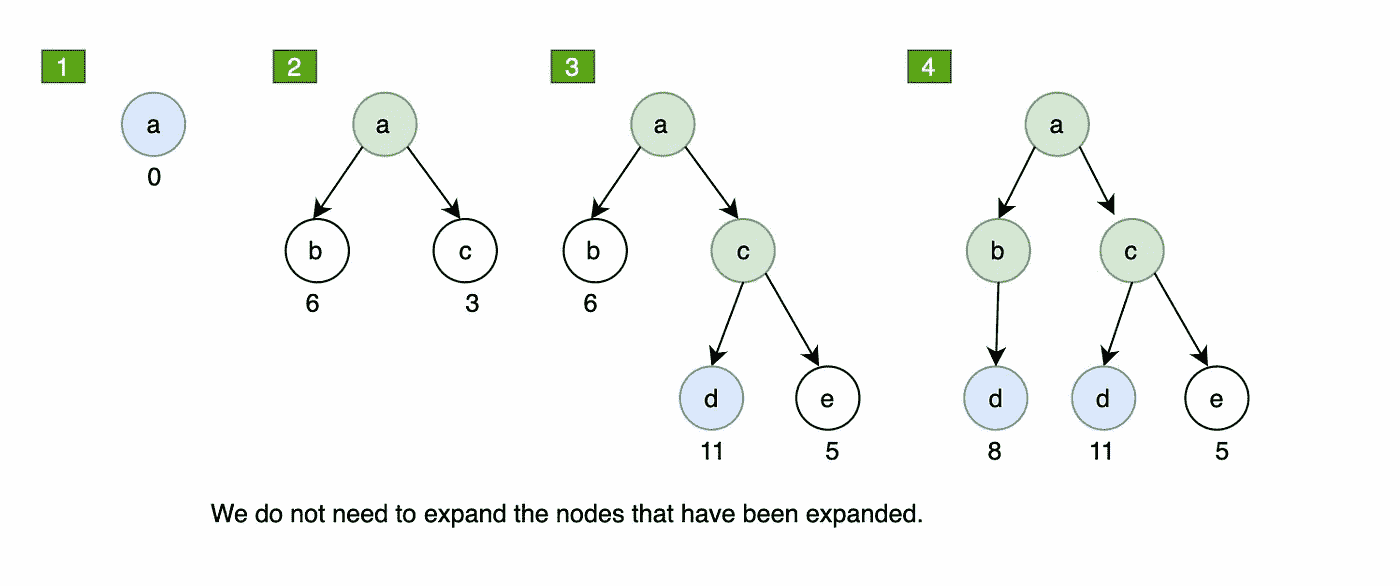 1 2 3 4
a a a a
0
b c b c b c
6 3 6
d e d d e
11 5 8 11 5
We do not need to expand the nodes that have been expanded.